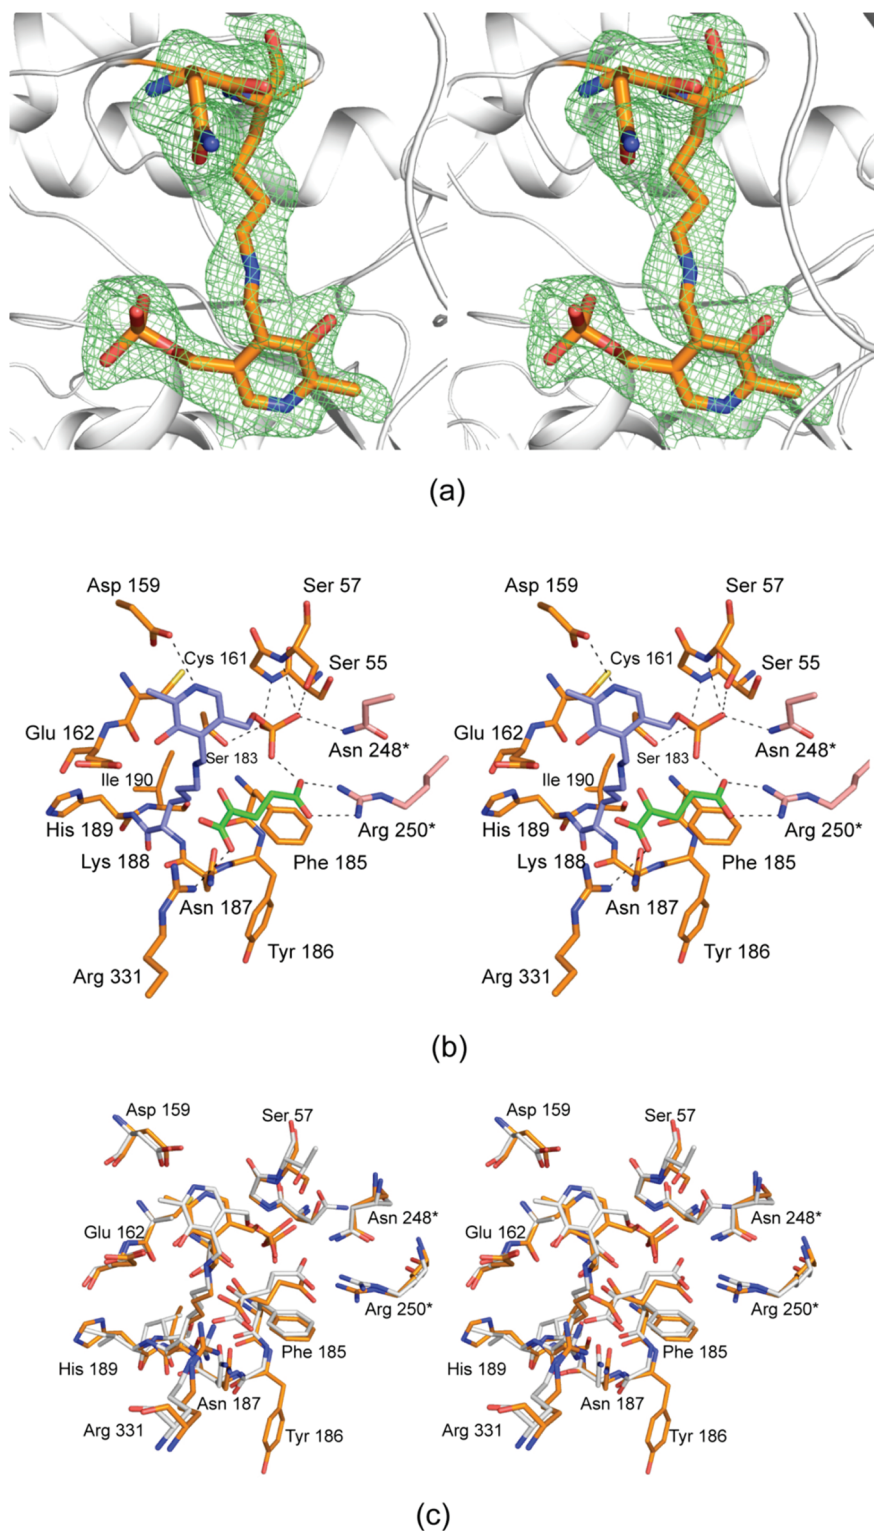 (a)
Asp 159 Ser 57 Asp 159 Ser 57
Cys 161 Ser 55 Cys 161 Ser 55
Glu 162 Asn 248* Glu 162 Asn 248*
Ser 183 Ser 183
Ile 190 Ile 190
His 189 Arg 250* His 189 Arg 250*
Lys 188 Phe 185 Lys 188 Phe 185
Asn 187 Asn 187
Tyr 186 Tyr 186
Arg 331 Arg 331
(b)
Asp 159 Ser 57 Asp 159 Ser 57
Asn 248* Asn 248*
Glu 162 Glu 162
Arg 250* Arg 250*
Phe 185 Phe 185
His 189 His 189
Asn 187 Asn 187
Arg 331 Tyr 186 Arg 331 Tyr 186
(c)